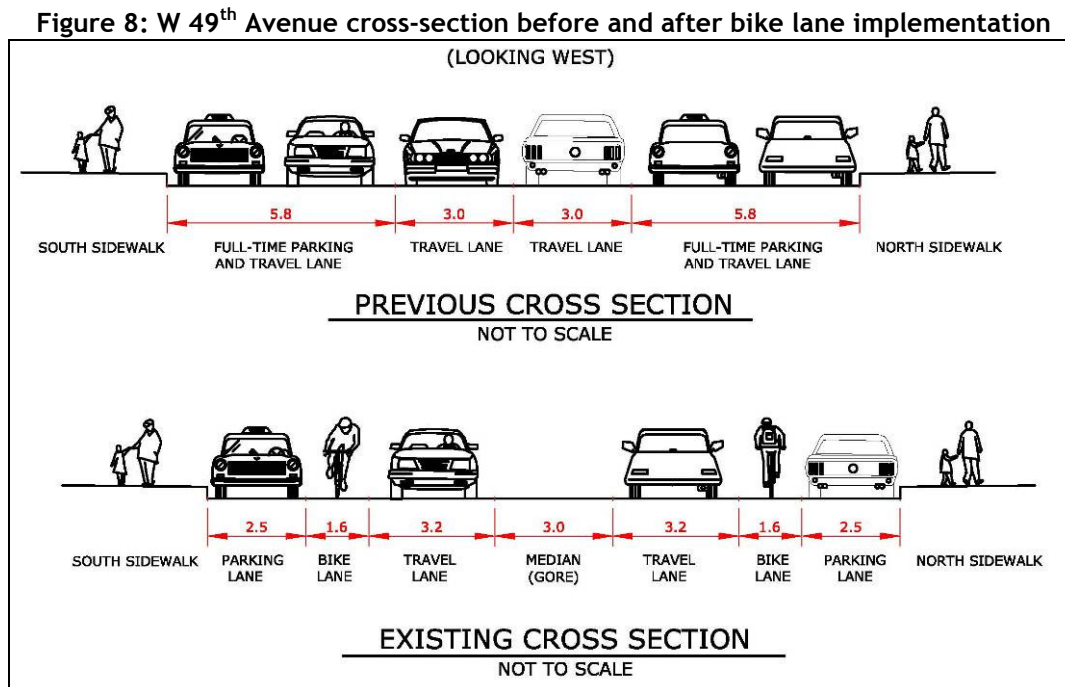 Figure 8: W 49th Avenue cross-section before and after bike lane implementation
(LOOKING WEST)
5.8 3.0 3.0 5.8
SOUTH SIDEWALK FULL-TIME PARKING AND TRAVEL LANE TRAVEL LANE TRAVEL LANE FULL-TIME PARKING AND TRAVEL LANE NORTH SIDEWALK
PREVIOUS CROSS SECTION
NOT TO SCALE
2.5 1.6 3.2 3.0 3.2 1.6 2.5
SOUTH SIDEWALK PARKING LANE BIKE LANE TRAVEL LANE MEDIAN (GORE) TRAVEL LANE BIKE LANE PARKING LANE NORTH SIDEWALK
EXISTING CROSS SECTION
NOT TO SCALE